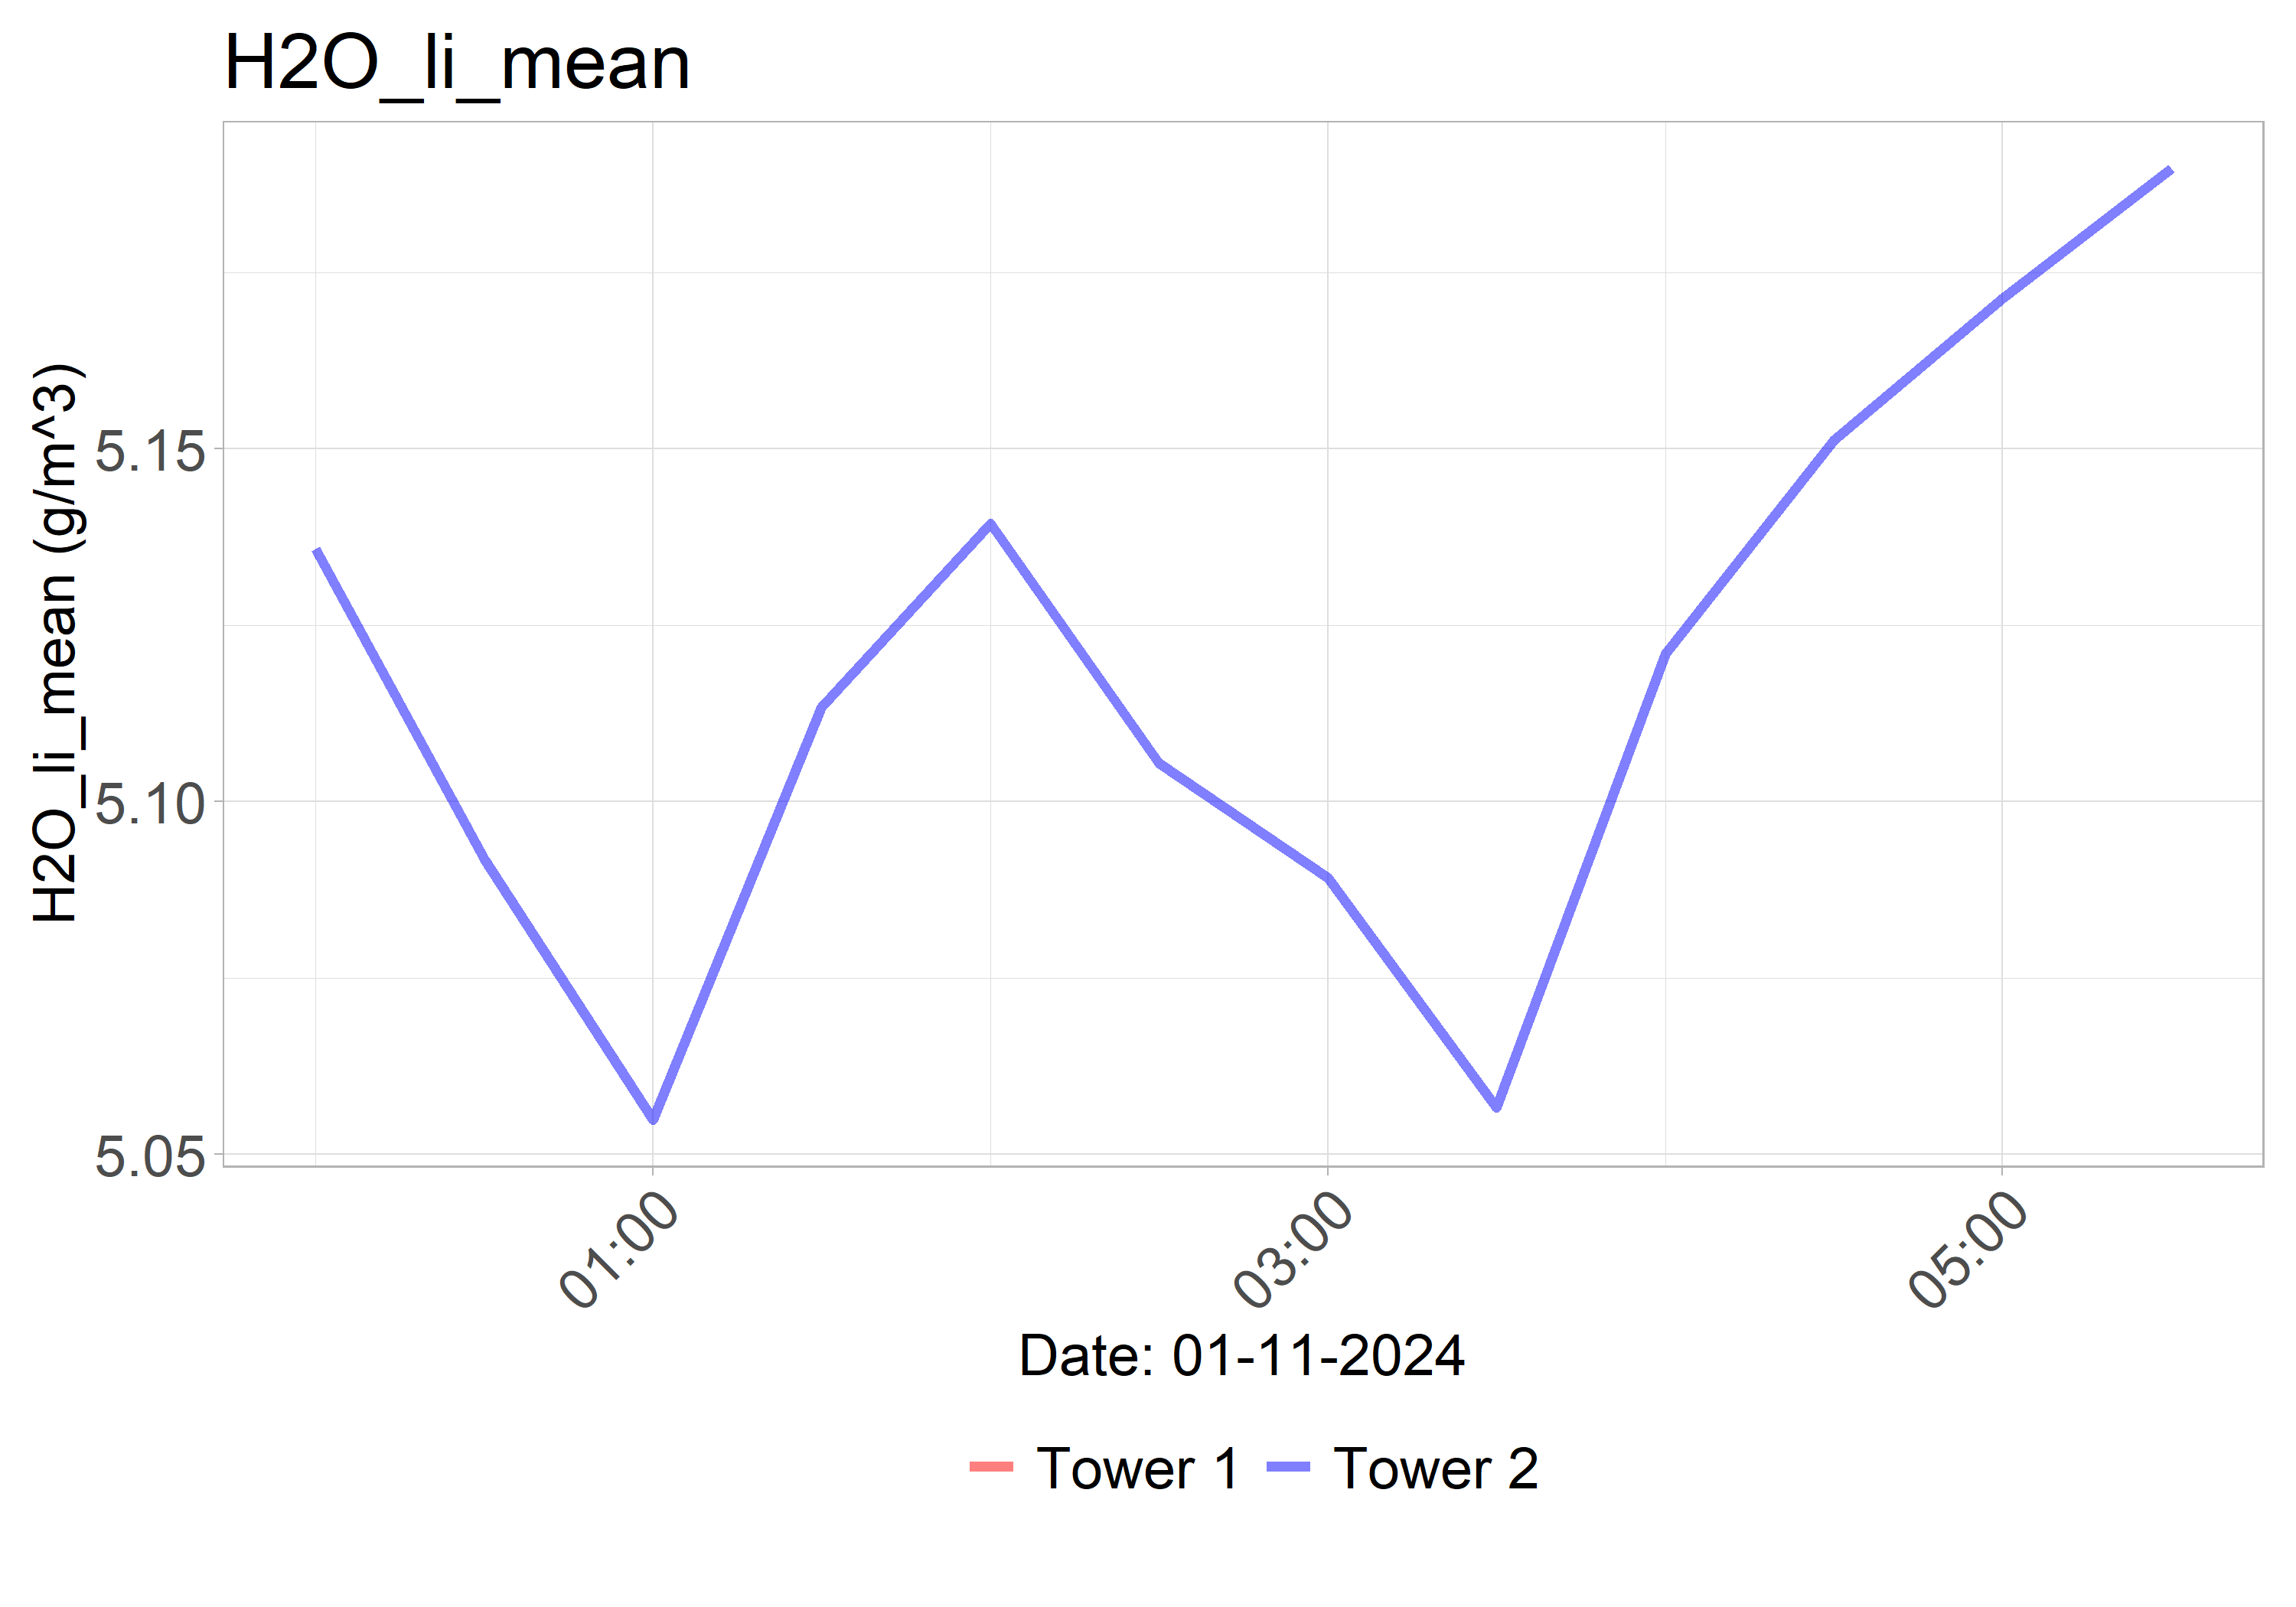 H2O_li_mean
H2O_li_mean (g/m^3)
5.15
5.10
5.05
01:00
03:00
05:00
Date: 01-11-2024
Tower 1
Tower 2